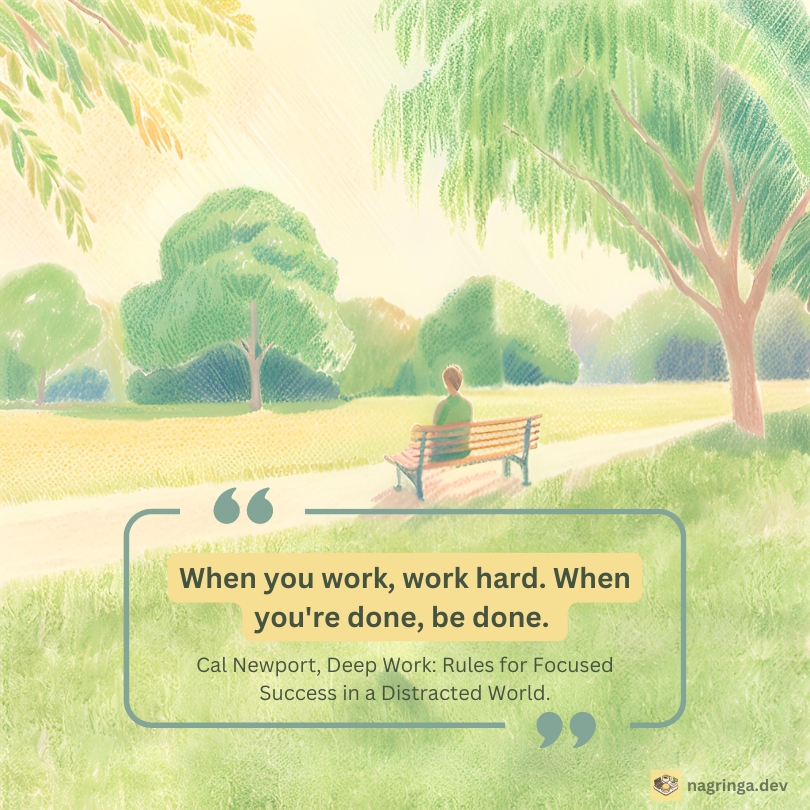 When you work, work hard. When
you're done, be done.
Cal Newport, Deep Work: Rules for Focused
Success in a Distracted World.
nagringa.dev